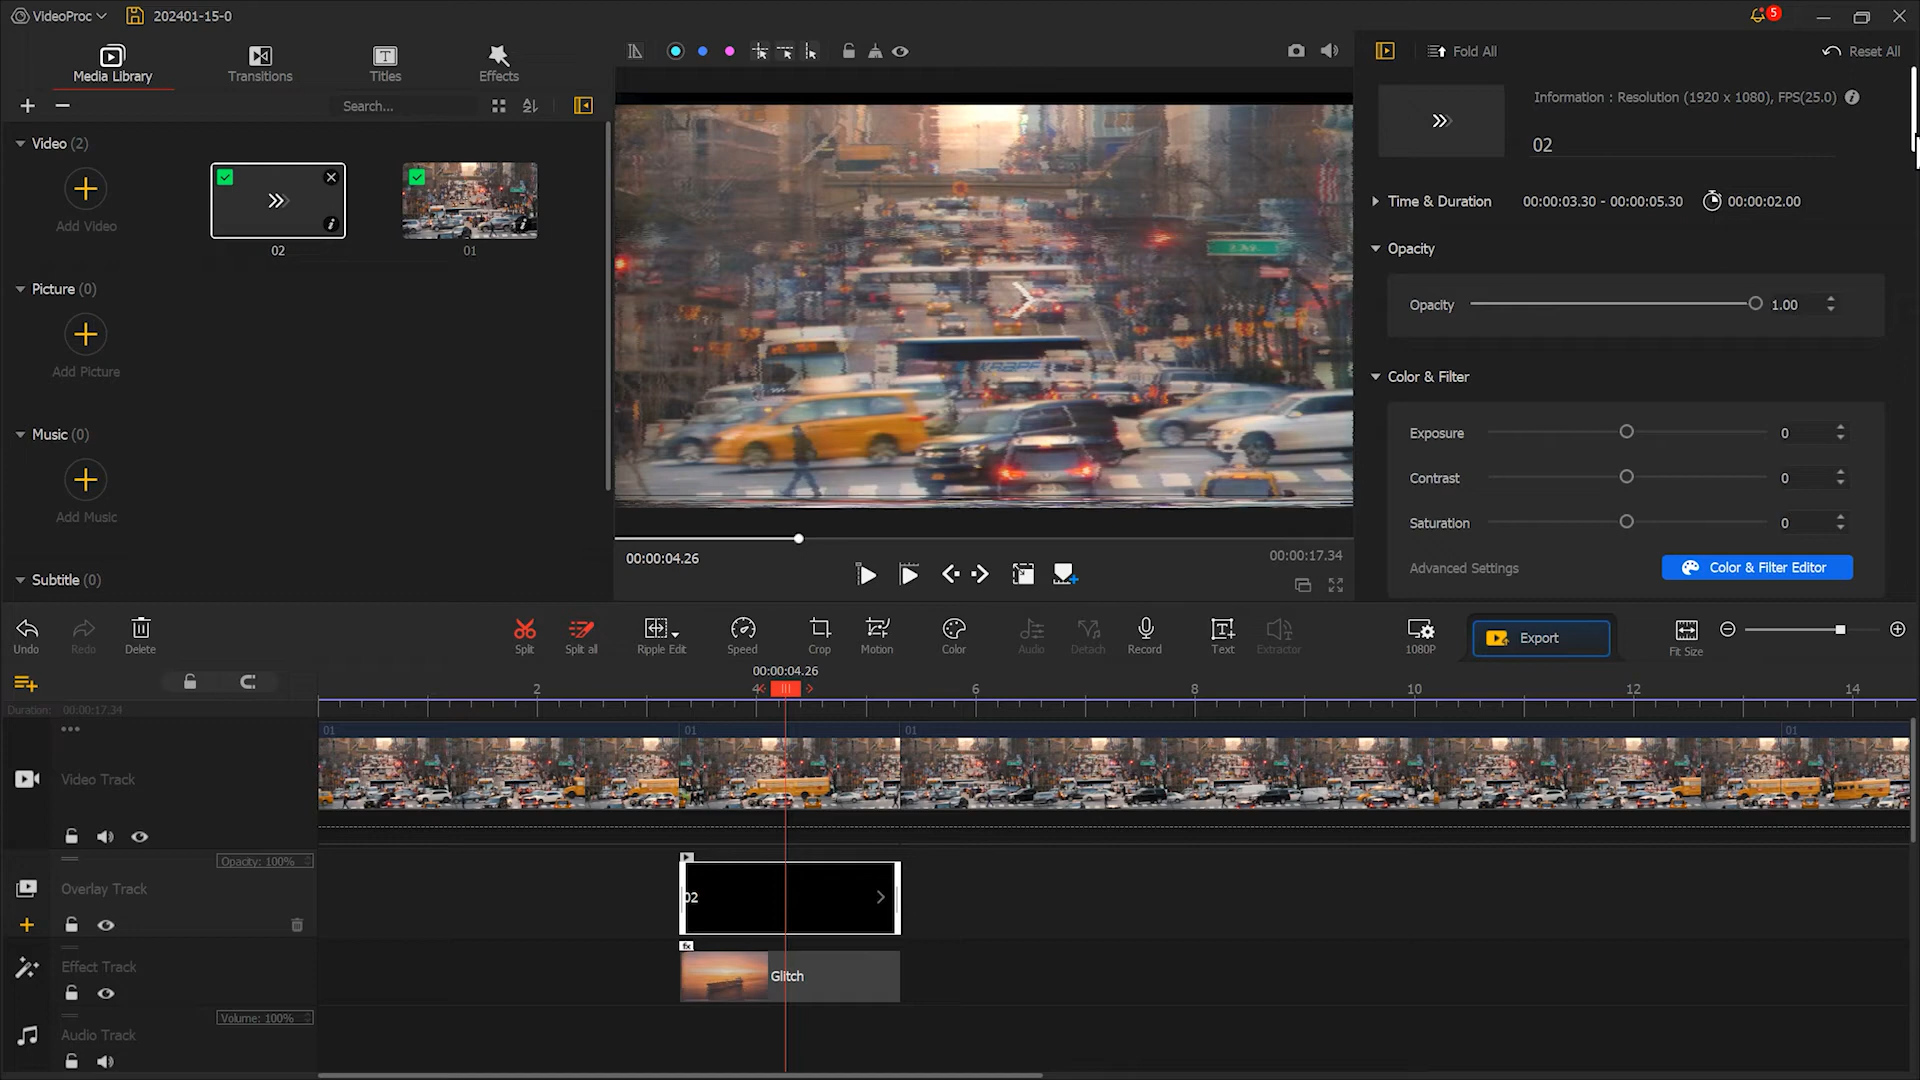 VideoProc
202401-15-0
5
Media Library
Transitions
Titles
Effects
Search...
Video (2)
Add Video
02
01
Picture (0)
Add Picture
Music (0)
Add Music
Subtitle (0)
00:00:04.26
00:00:17.34
Fold All
Reset All
Information : Resolution (1920 x 1080), FPS(25.0)
02
Time & Duration
00:00:03.30 - 00:00:05.30
00:00:02.00
Opacity
Opacity
1.00
Color & Filter
Exposure
0
Contrast
0
Saturation
0
Advanced Settings
Color & Filter Editor
Undo
Redo
Delete
Split
Split all
Ripple Edit
Speed
Crop
Motion
Color
Audio
Detach
Record
Text
Extractor
1080P
Export
Fit Size
00:00:04.26
2
4
6
8
10
12
14
Duration: 00:00:17.34
01
01
01
01
Video Track
Opacity: 100%
Overlay Track
02
fx
Effect Track
Glitch
Volume: 100%
Audio Track